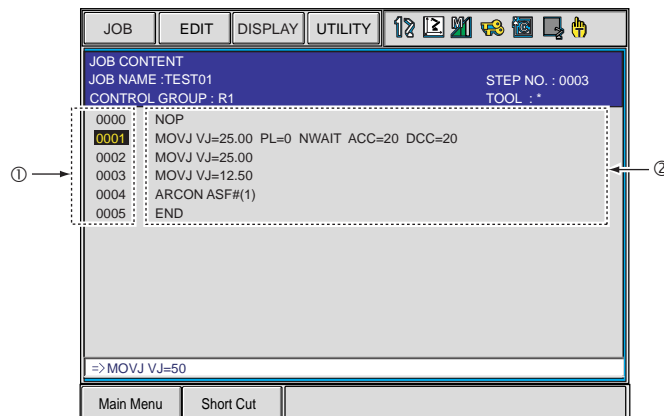 JOB EDIT DISPLAY UTILITY
JOB CONTENT
JOB NAME :TEST01 STEP NO. : 0003
CONTROL GROUP : R1 TOOL : *
0000 NOP
0001 MOVJ VJ=25.00 PL=0 NWAIT ACC=20 DCC=20
0002 MOVJ VJ=25.00
0003 MOVJ VJ=12.50
① ②
0004 ARCON ASF#(1)
0005 END
=>MOVJ VJ=50
Main Menu Short Cut